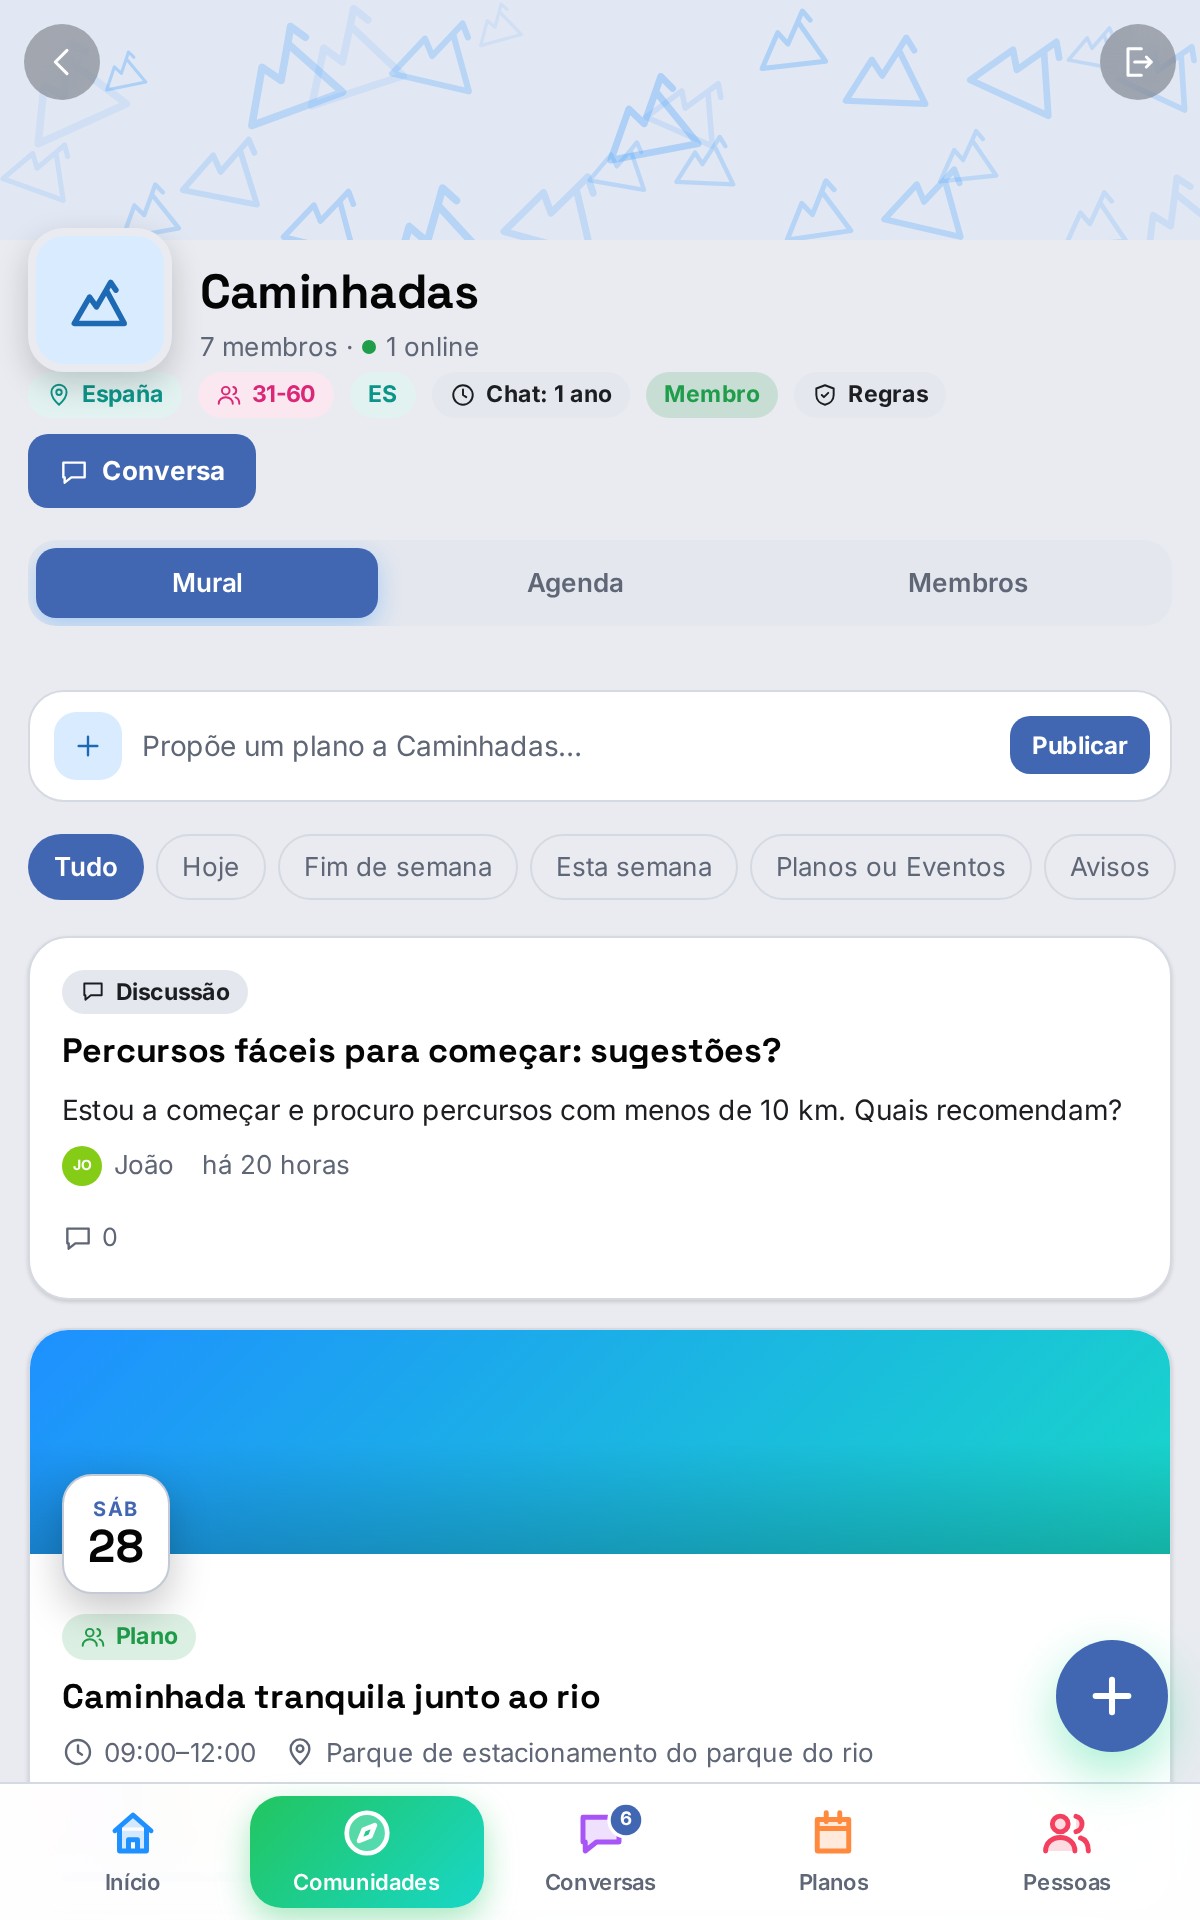 Caminhadas
7 membros · 1 online
España 31-60 ES Chat: 1 ano Membro Regras
Conversa
Mural Agenda Membros
Propõe um plano a Caminhadas... Publicar
Tudo Hoje Fim de semana Esta semana Planos ou Eventos Avisos
Discussão
Percursos fáceis para começar: sugestões?
Estou a começar e procuro percursos com menos de 10 km. Quais recomendam?
JO João há 20 horas
0
SÁB
28
Plano
Caminhada tranquila junto ao rio
09:00–12:00 Parque de estacionamento do parque do rio
6
Início Comunidades Conversas Planos Pessoas